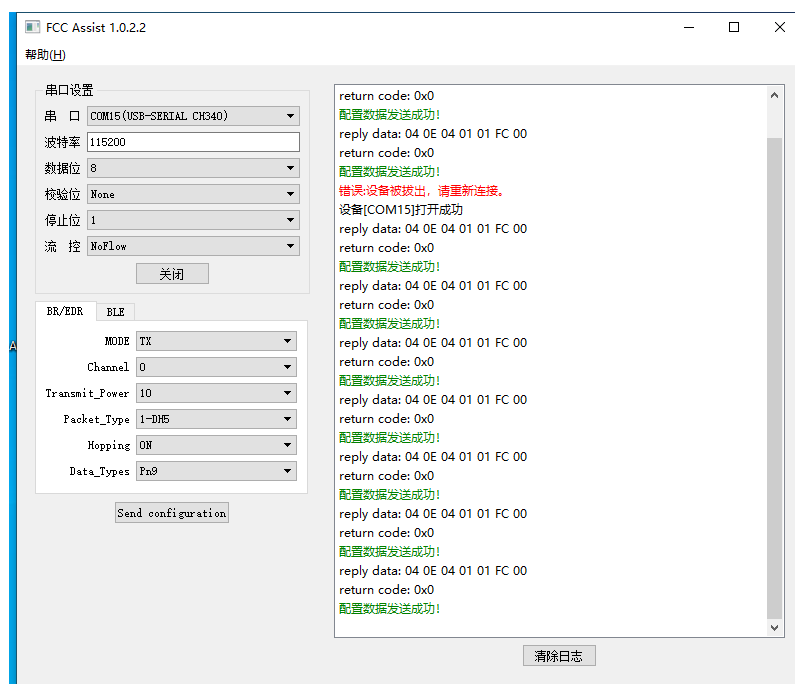 FCC Assist 1.0.2.2
帮助(H)
串口设置
串 口 COM15(USB-SERIAL CH340)
波特率 115200
数据位 8
校验位 None
停止位 1
流 控 NoFlow
关闭
BR/EDR BLE
MODE TX
Channel 0
Transmit_Power 10
Packet_Type 1-DH5
Hopping ON
Data_Types Pn9
Send configuration
return code: 0x0
配置数据发送成功!
reply data: 04 0E 04 01 01 FC 00
return code: 0x0
配置数据发送成功!
错误:设备被拔出，请重新连接。
设备[COM15]打开成功
reply data: 04 0E 04 01 01 FC 00
return code: 0x0
配置数据发送成功!
reply data: 04 0E 04 01 01 FC 00
return code: 0x0
配置数据发送成功!
reply data: 04 0E 04 01 01 FC 00
return code: 0x0
配置数据发送成功!
reply data: 04 0E 04 01 01 FC 00
return code: 0x0
配置数据发送成功!
reply data: 04 0E 04 01 01 FC 00
return code: 0x0
配置数据发送成功!
reply data: 04 0E 04 01 01 FC 00
return code: 0x0
配置数据发送成功!
reply data: 04 0E 04 01 01 FC 00
return code: 0x0
配置数据发送成功!
清除日志
A